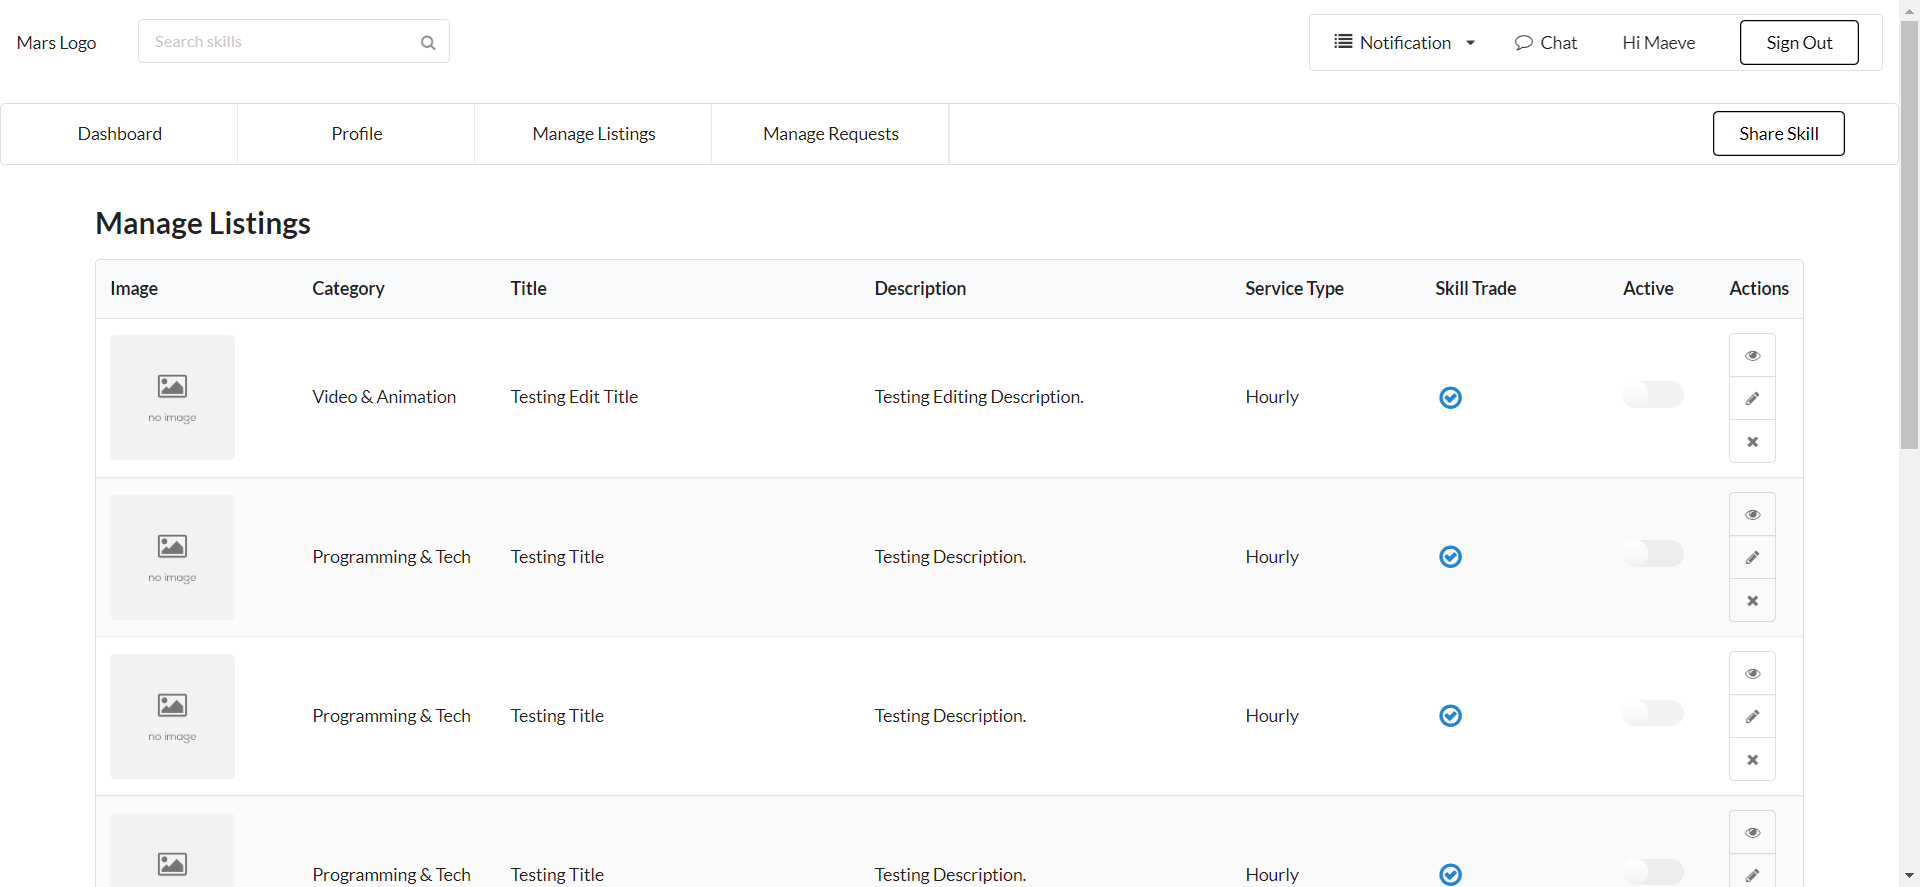 Mars Logo
Search skills
Notification
Chat
Hi Maeve
Sign Out
Dashboard
Profile
Manage Listings
Manage Requests
Share Skill
Manage Listings
Image Category Title Description Service Type Skill Trade Active Actions
no image
Video & Animation Testing Edit Title Testing Editing Description. Hourly
no image
Programming & Tech Testing Title Testing Description. Hourly
no image
Programming & Tech Testing Title Testing Description. Hourly
Programming & Tech Testing Title Testing Description. Hourly